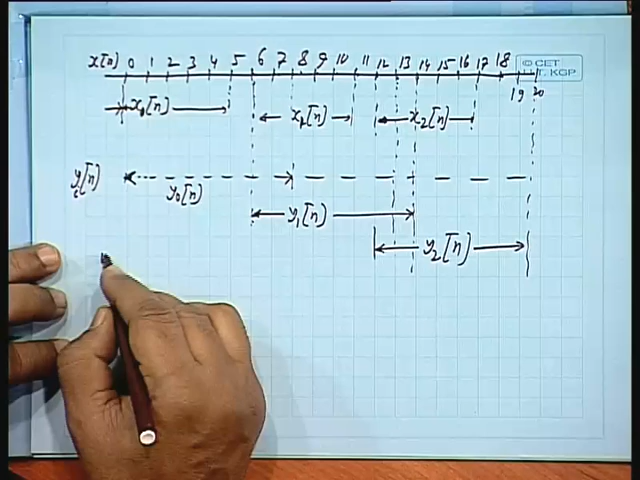 x[n] 0 1 2 3 4 5 6 7 8 9 10 11 12 13 14 15 16 17 18
© CET
I.I.T. KGP
19 20
x₀[n] x₁[n] x₂[n]
yᵢ[n]
y₀[n]
y₁[n]
y₂[n]